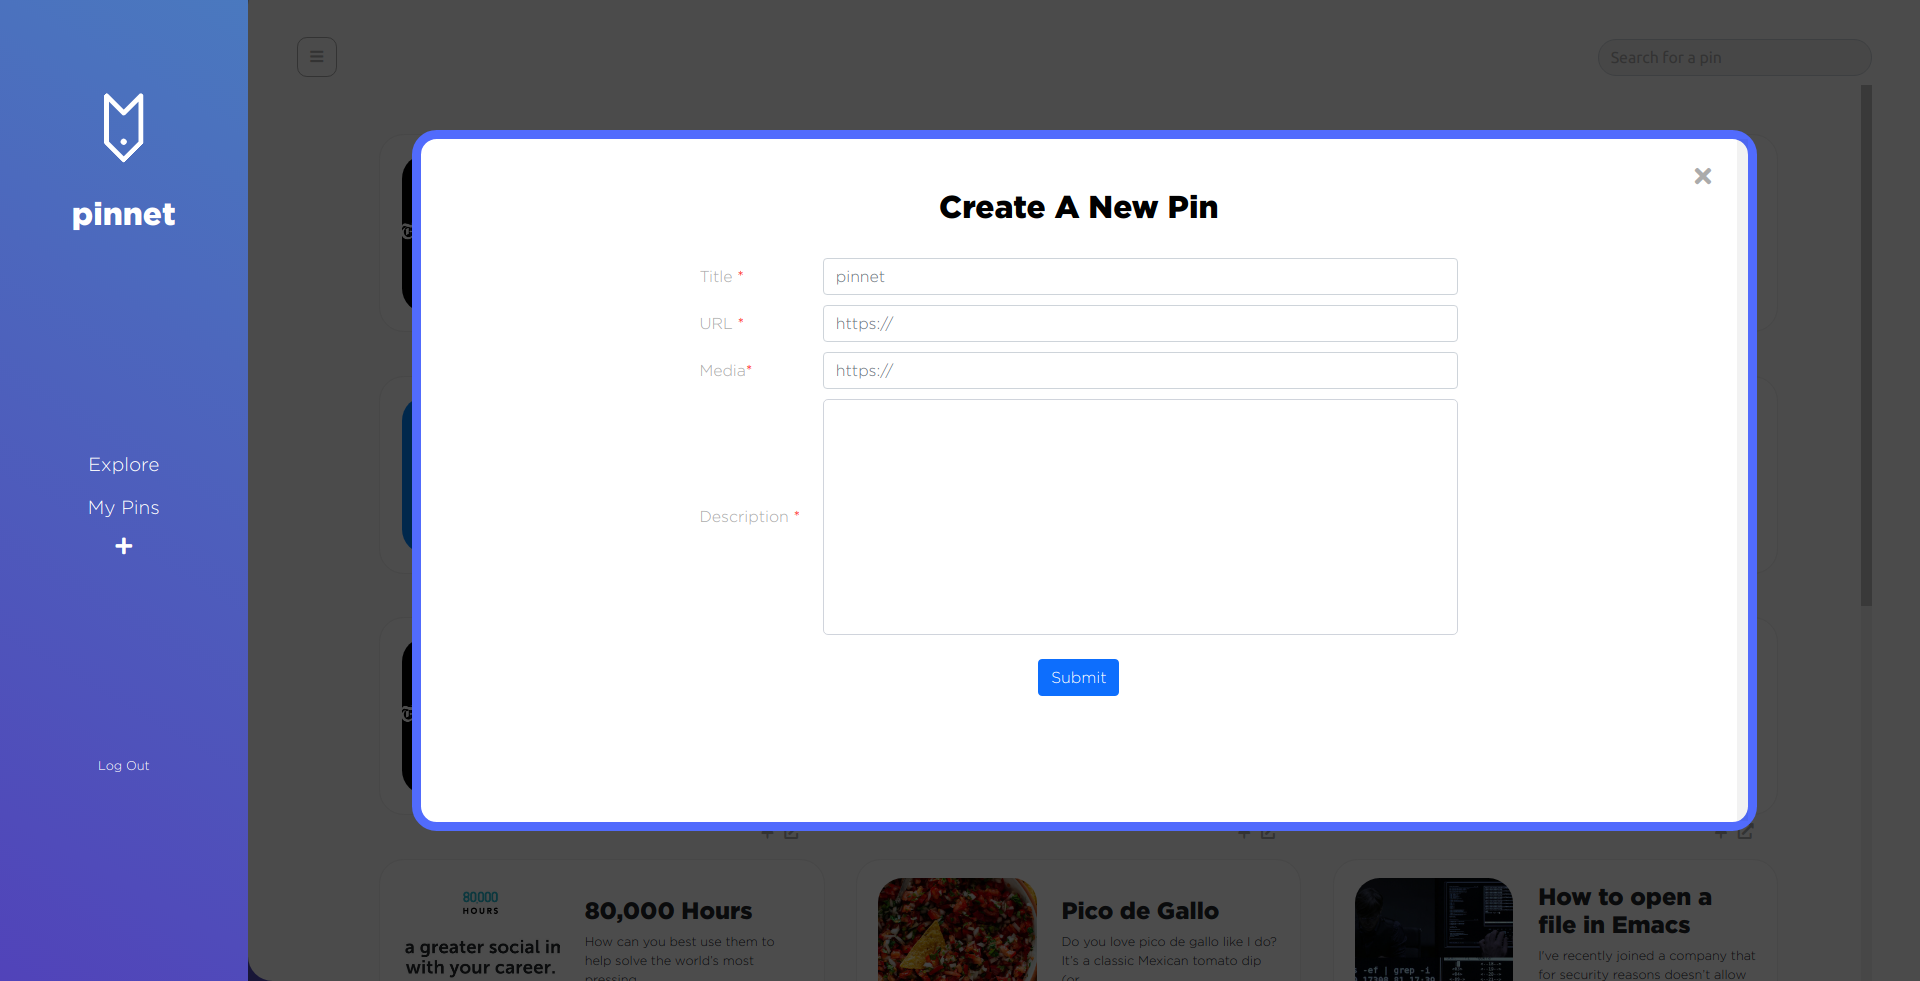 pinnet
Explore
My Pins
+
Log Out
Search for a pin
Create A New Pin
Title *
pinnet
URL *
https://
Media*
https://
Description *
Submit
80,000
HOURS
a greater social in
with your career.
80,000 Hours
How can you best use them to
help solve the world's most
pressing
Pico de Gallo
Do you love pico de gallo like I do?
It's a classic Mexican tomato dip
(or
-ef | grep -i
How to open a
file in Emacs
I've recently joined a company that
for security reasons doesn't allow